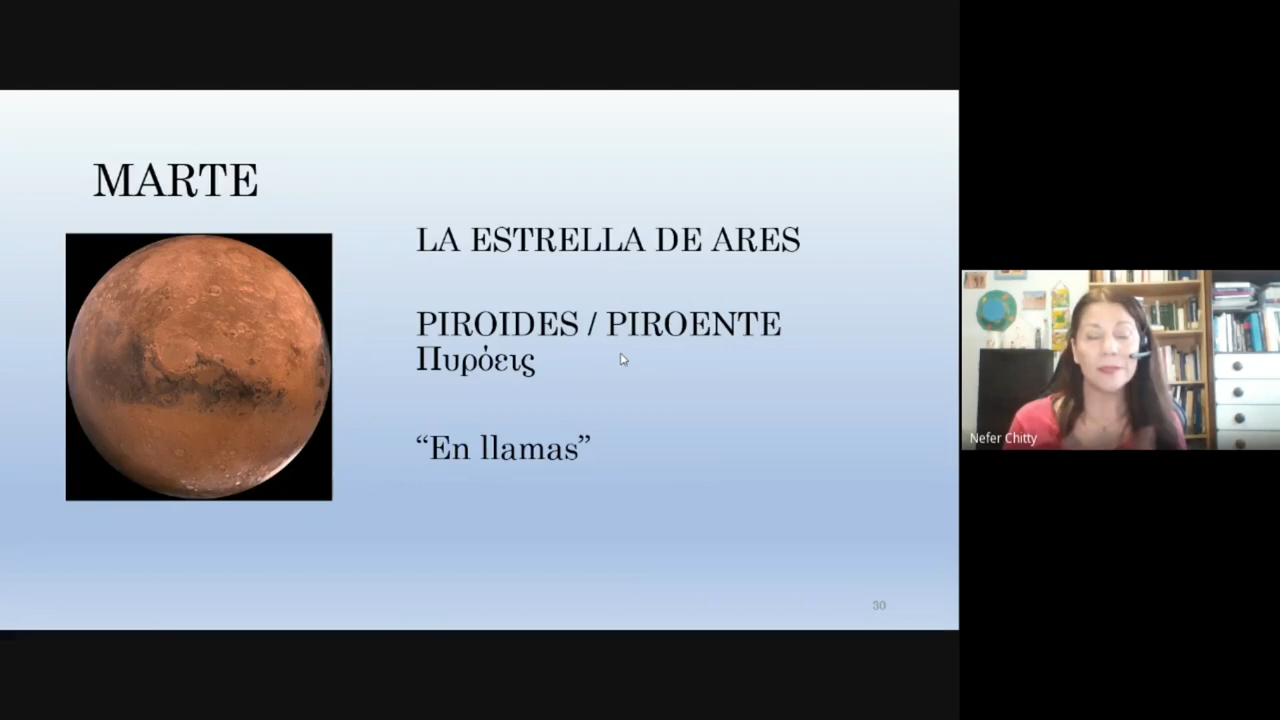 MARTE
LA ESTRELLA DE ARES
PIROIDES / PIROENTE
Πυρόεις
“En llamas”
30
Nefer Chitty